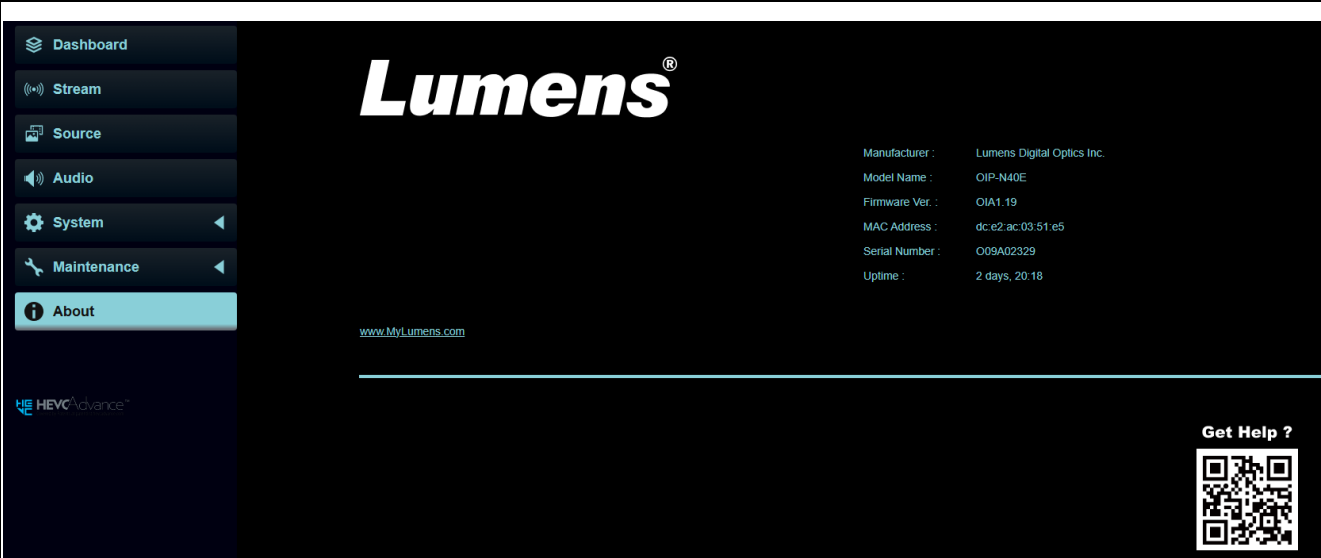 Dashboard
Stream
Source
Audio
System
Maintenance
About
HEVCAdvance™
Lumens®
Manufacturer : Lumens Digital Optics Inc.
Model Name : OIP-N40E
Firmware Ver. : OIA1.19
MAC Address : dc:e2:ac:03:51:e5
Serial Number : O09A02329
Uptime : 2 days, 20:18
www.MyLumens.com
Get Help ?